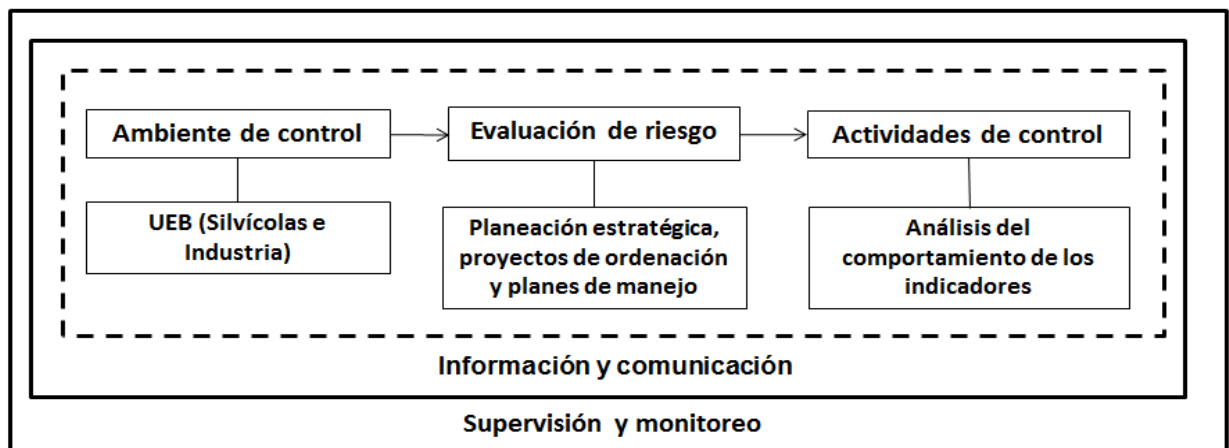 Ambiente de control
Evaluación de riesgo
Actividades de control
UEB (Silvícolas e
Industria)
Planeación estratégica,
proyectos de ordenación
y planes de manejo
Análisis del
comportamiento de los
indicadores
Información y comunicación
Supervisión y monitoreo